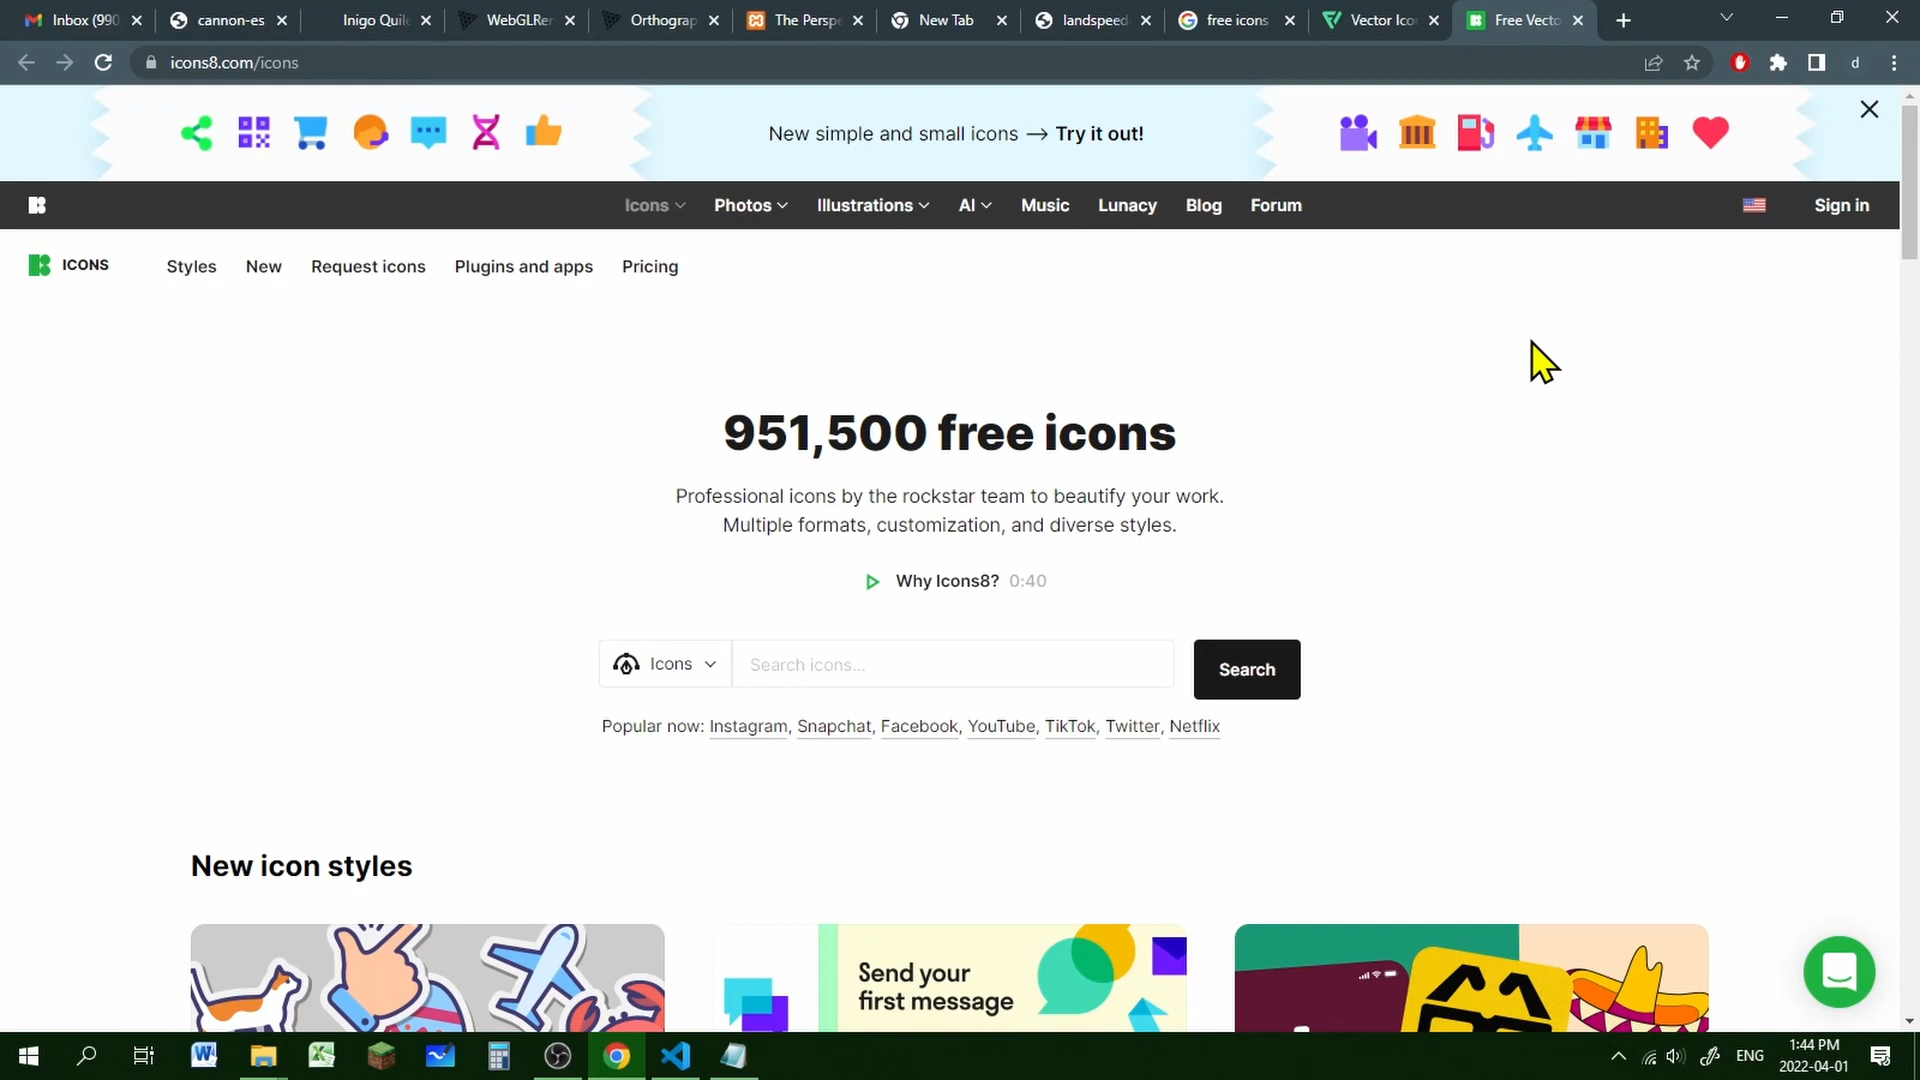 Inbox (990
cannon-es
Inigo Quile
WebGLRen
Orthograp
The Perspe
New Tab
landspeed
free icons
Vector Icon
Free Vecto
icons8.com/icons
d
New simple and small icons → Try it out!
Icons
Photos
Illustrations
AI
Music
Lunacy
Blog
Forum
Sign in
ICONS
Styles
New
Request icons
Plugins and apps
Pricing
951,500 free icons
Professional icons by the rockstar team to beautify your work.
Multiple formats, customization, and diverse styles.
Why Icons8? 0:40
Icons
Search icons...
Search
Popular now: Instagram, Snapchat, Facebook, YouTube, TikTok, Twitter, Netflix
New icon styles
Send your
first message
ENG
1:44 PM
2022-04-01